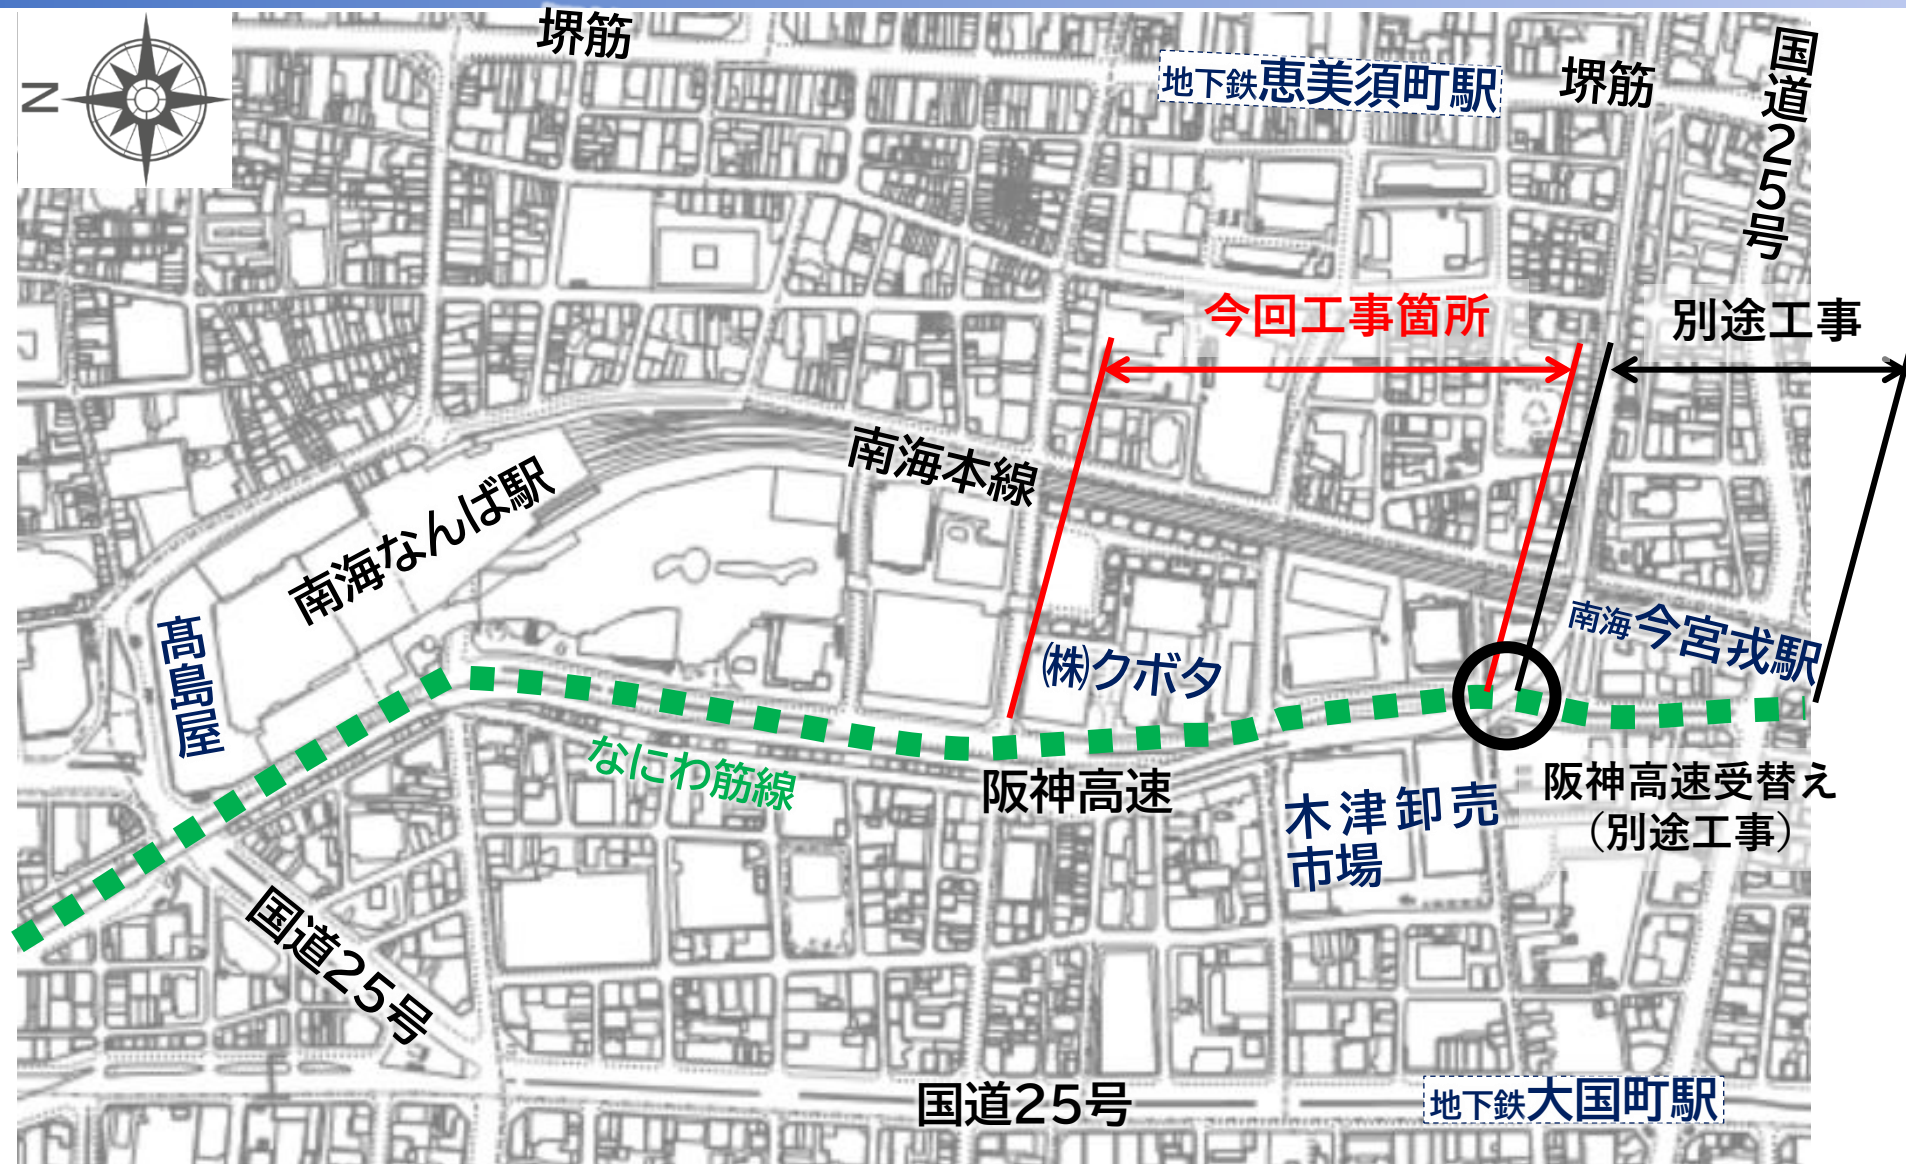 堺筋
国道25号
地下鉄恵美須町駅
堺筋
N
今回工事箇所
別途工事
南海本線
南海なんば駅
髙島屋
南海今宮戎駅
㈱クボタ
なにわ筋線
阪神高速
阪神高速受替え
（別途工事）
木津卸売
市場
国道25号
国道25号
地下鉄大国町駅